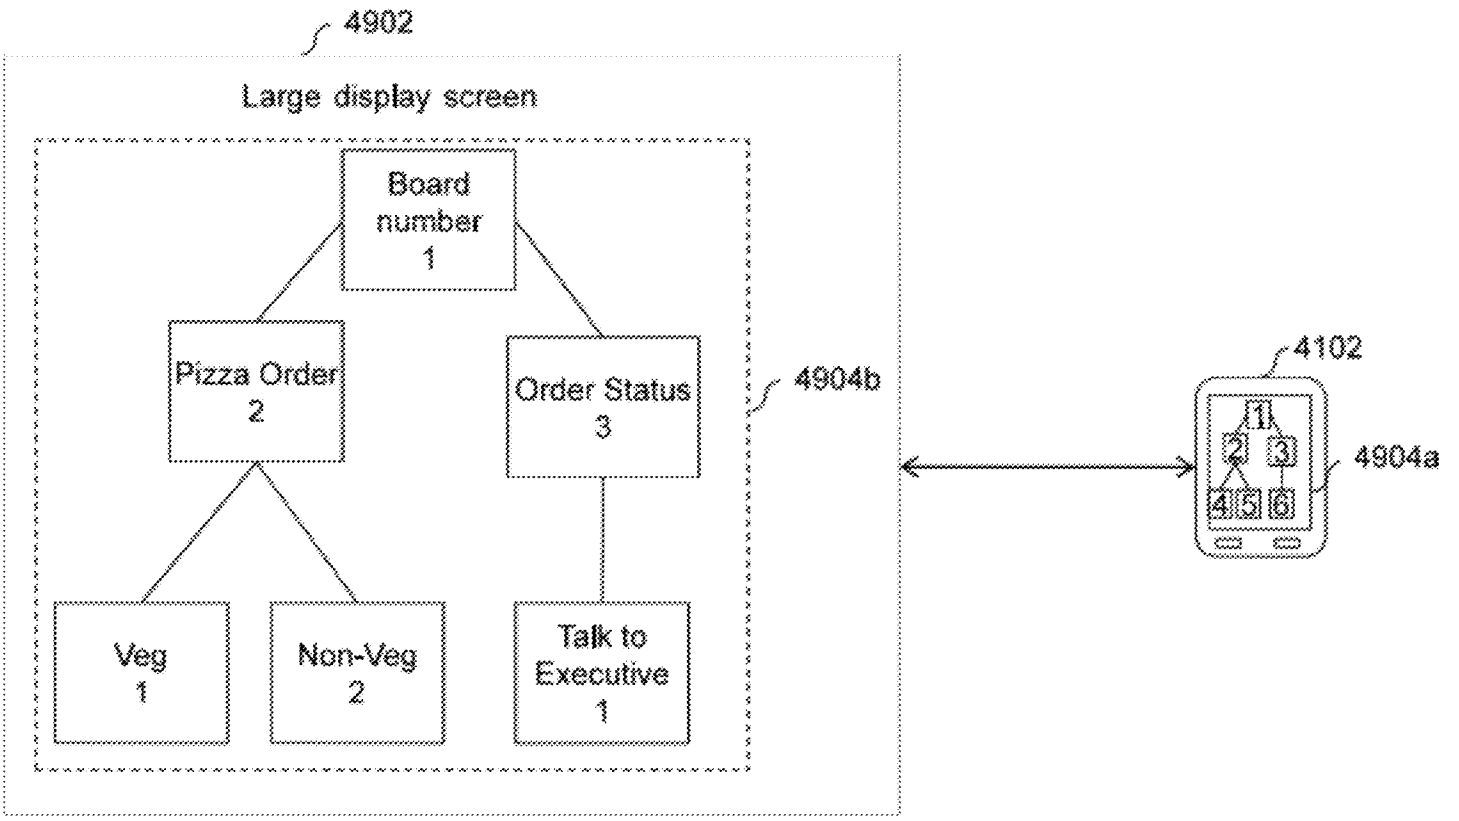 4902
Large display screen
Board
number
1
Pizza Order
2
Order Status
3
4904b
Veg
1
Non-Veg
2
Talk to
Executive
1
4102
1
2 3
4 5 6
4904a